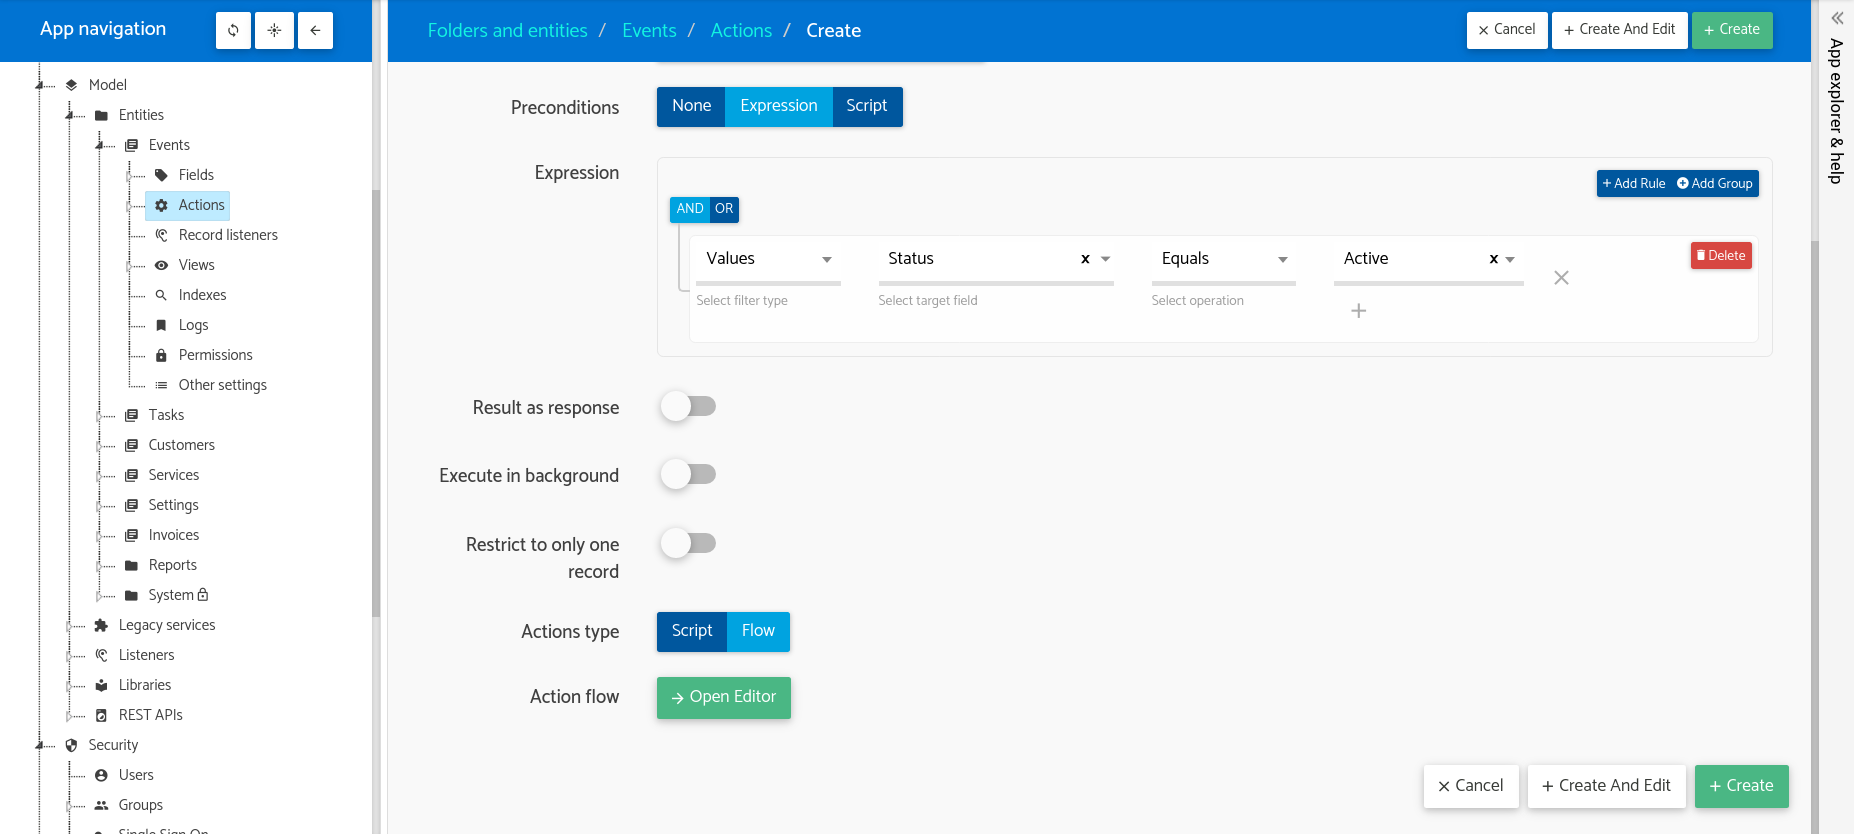 App navigation
Folders and entities / Events / Actions / Create
Cancel
Create And Edit
Create
App explorer & help
Model
Entities
Events
Fields
Actions
Record listeners
Views
Indexes
Logs
Permissions
Other settings
Tasks
Customers
Services
Settings
Invoices
Reports
System
Legacy services
Listeners
Libraries
REST APIs
Security
Users
Groups
Single Sign On
Preconditions
None Expression Script
Expression
Add Rule Add Group
AND OR
Values
Status x
Equals
Active x
Delete
Select filter type
Select target field
Select operation
Result as response
Execute in background
Restrict to only one
record
Actions type
Script Flow
Action flow
Open Editor
Cancel
Create And Edit
Create